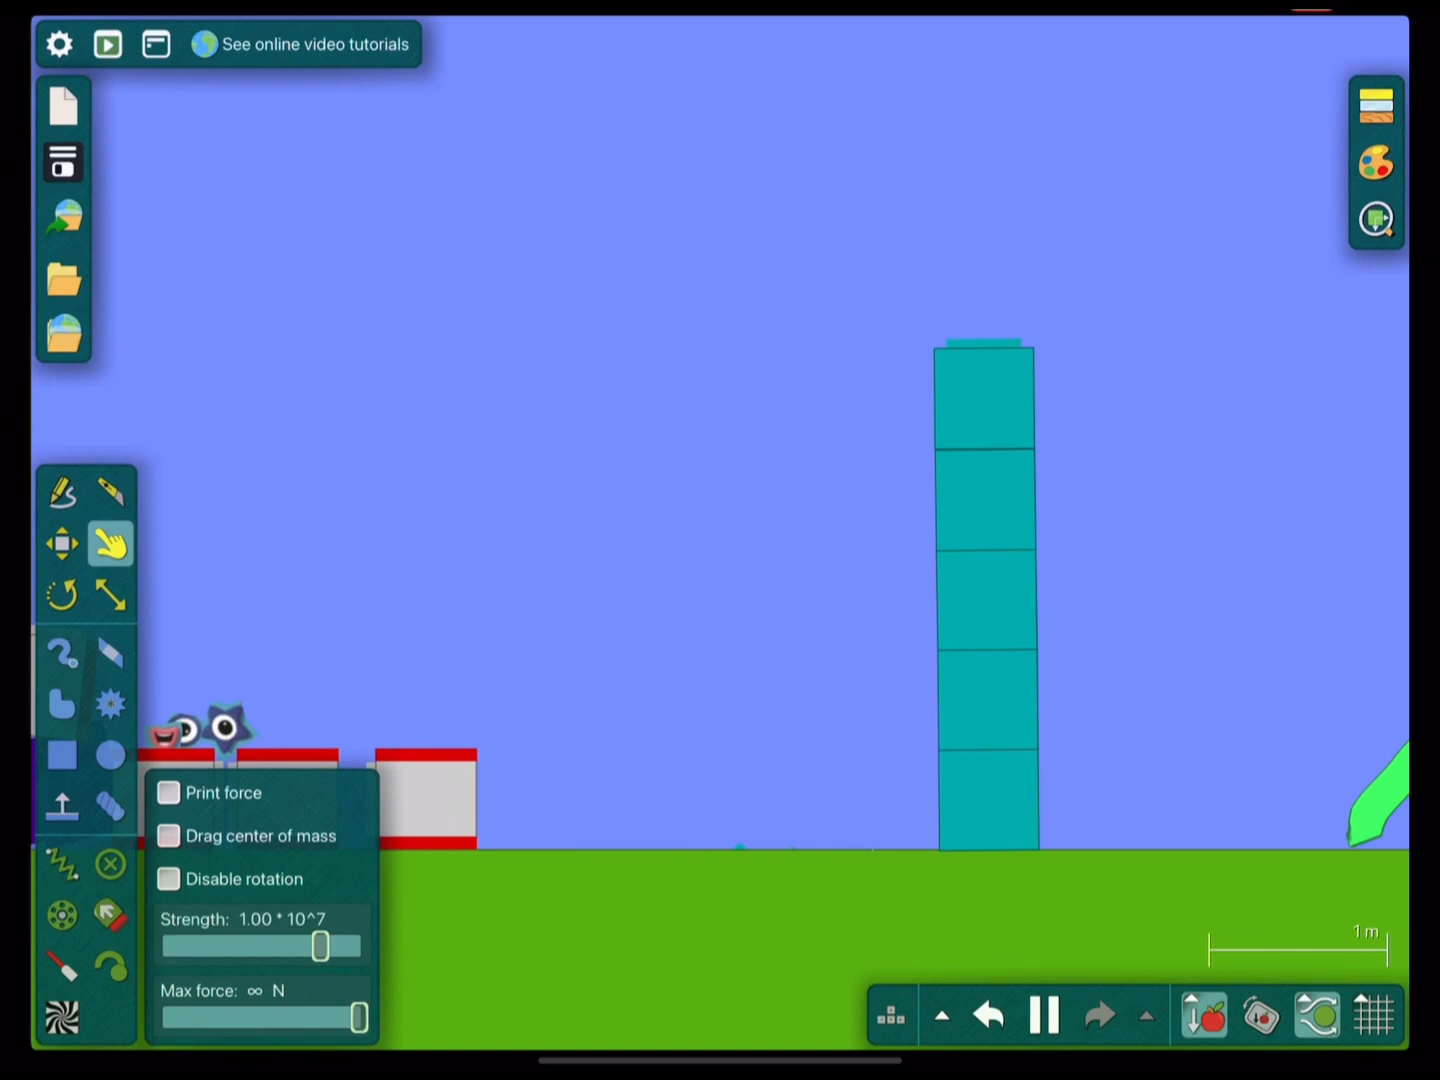 See online video tutorials
Print force
Drag center of mass
Disable rotation
Strength: 1.00 * 10^7
Max force: ∞ N
1 m